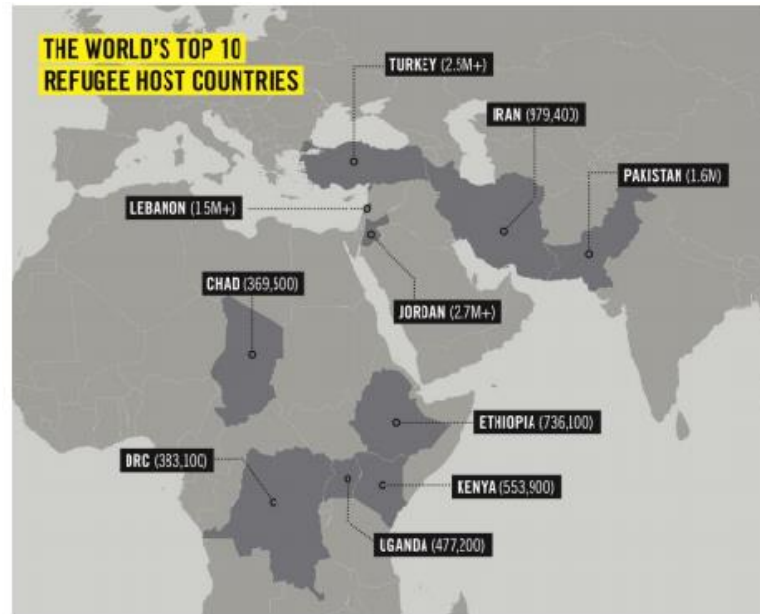 THE WORLD'S TOP 10
REFUGEE HOST COUNTRIES
TURKEY (2.5M+)
IRAN (979,400)
PAKISTAN (1.6M)
LEBANON (1.5M+)
CHAD (369,500)
JORDAN (2.7M+)
ETHIOPIA (736,100)
DRC (383,100)
KENYA (553,900)
UGANDA (477,200)